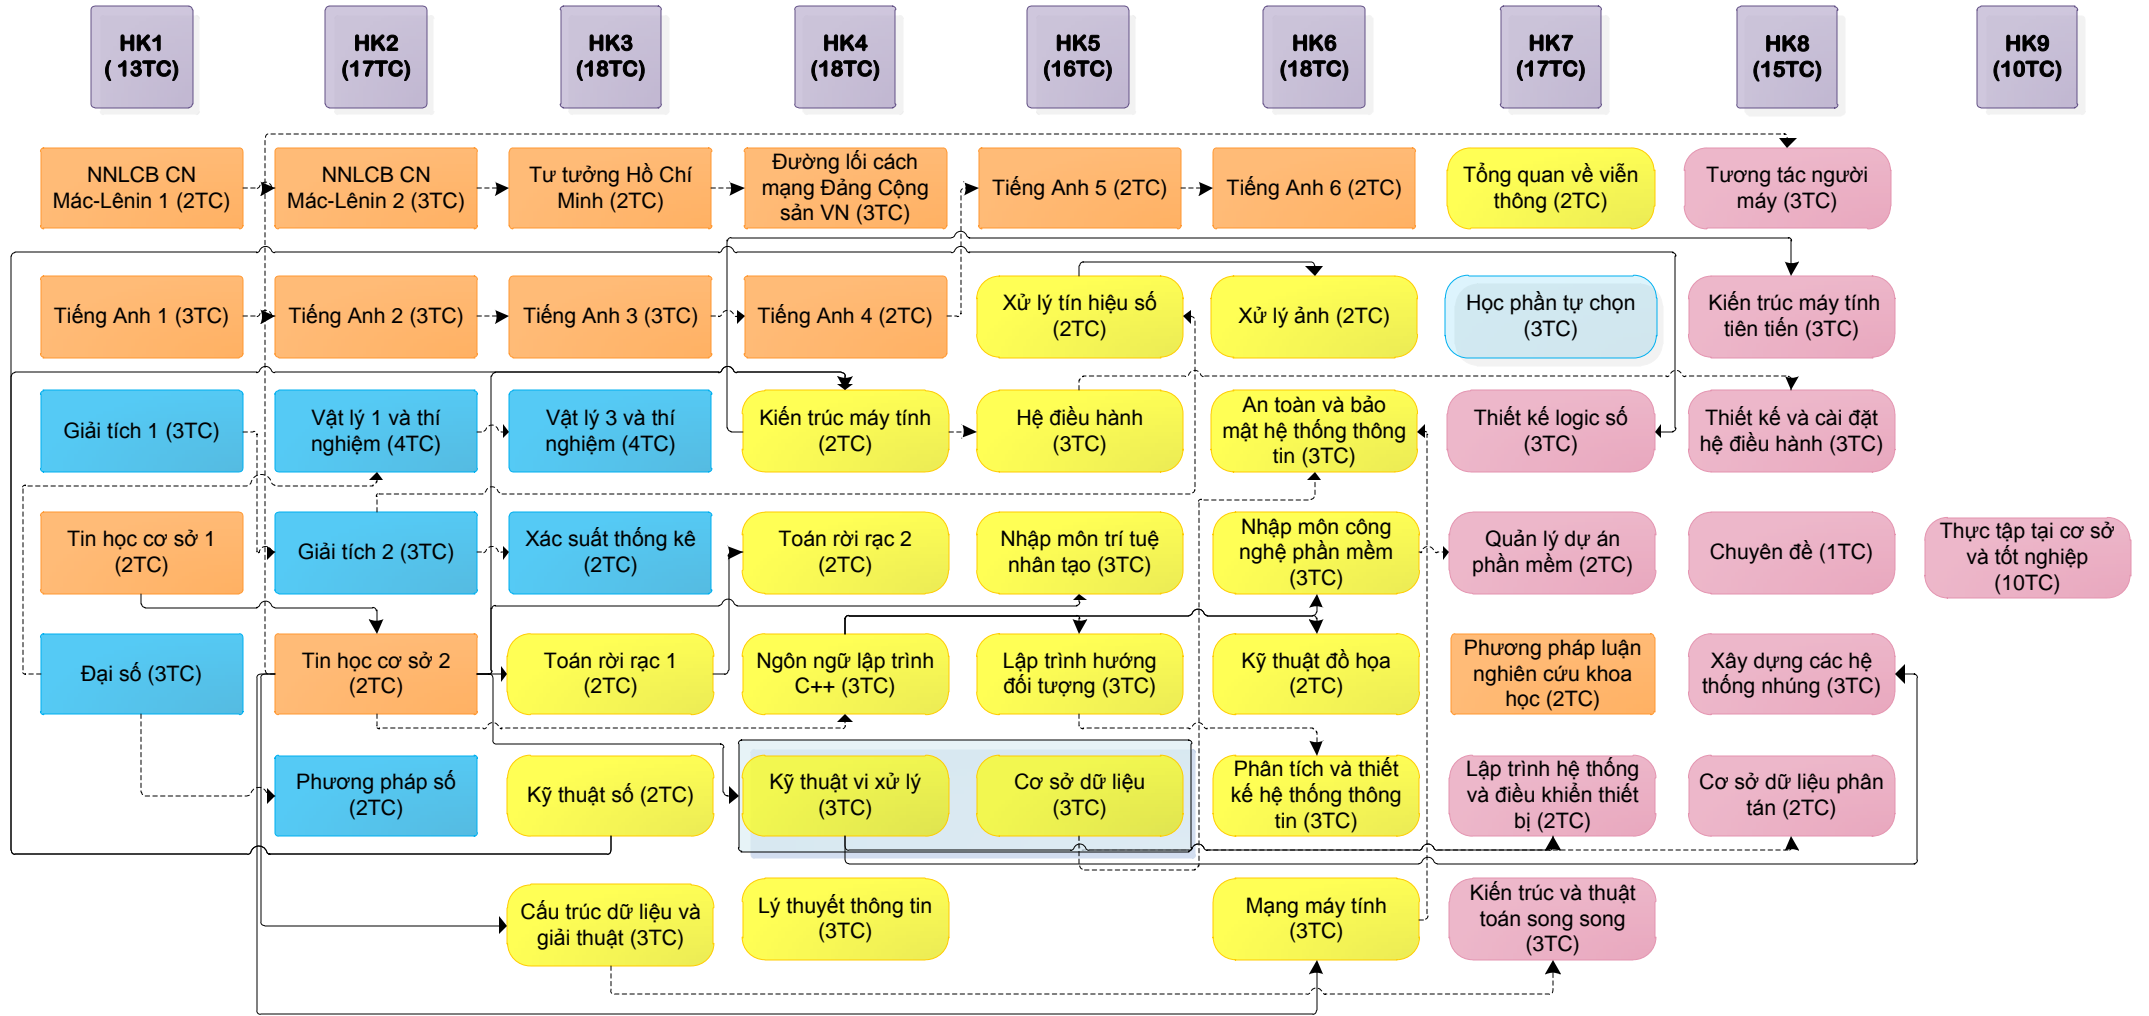 HK1
( 13TC)
HK2
(17TC)
HK3
(18TC)
HK4
(18TC)
HK5
(16TC)
HK6
(18TC)
HK7
(17TC)
HK8
(15TC)
HK9
(10TC)
NNLCB CN
Mác-Lênin 1 (2TC)
NNLCB CN
Mác-Lênin 2 (3TC)
Tư tưởng Hồ Chí
Minh (2TC)
Đường lối cách
mạng Đảng Cộng
sản VN (3TC)
Tiếng Anh 5 (2TC)
Tiếng Anh 6 (2TC)
Tổng quan về viễn
thông (2TC)
Tương tác người
máy (3TC)
Tiếng Anh 1 (3TC)
Tiếng Anh 2 (3TC)
Tiếng Anh 3 (3TC)
Tiếng Anh 4 (2TC)
Xử lý tín hiệu số
(2TC)
Xử lý ảnh (2TC)
Học phần tự chọn
(3TC)
Kiến trúc máy tính
tiên tiến (3TC)
Giải tích 1 (3TC)
Vật lý 1 và thí
nghiệm (4TC)
Vật lý 3 và thí
nghiệm (4TC)
Kiến trúc máy tính
(2TC)
Hệ điều hành
(3TC)
An toàn và bảo
mật hệ thống thông
tin (3TC)
Thiết kế logic số
(3TC)
Thiết kế và cài đặt
hệ điều hành (3TC)
Tin học cơ sở 1
(2TC)
Giải tích 2 (3TC)
Xác suất thống kê
(2TC)
Toán rời rạc 2
(2TC)
Nhập môn trí tuệ
nhân tạo (3TC)
Nhập môn công
nghệ phần mềm
(3TC)
Quản lý dự án
phần mềm (2TC)
Chuyên đề (1TC)
Thực tập tại cơ sở
và tốt nghiệp
(10TC)
Đại số (3TC)
Tin học cơ sở 2
(2TC)
Toán rời rạc 1
(2TC)
Ngôn ngữ lập trình
C++ (3TC)
Lập trình hướng
đối tượng (3TC)
Kỹ thuật đồ họa
(2TC)
Phương pháp luận
nghiên cứu khoa
học (2TC)
Xây dựng các hệ
thống nhúng (3TC)
Phương pháp số
(2TC)
Kỹ thuật số (2TC)
Kỹ thuật vi xử lý
(3TC)
Cơ sở dữ liệu
(3TC)
Phân tích và thiết
kế hệ thống thông
tin (3TC)
Lập trình hệ thống
và điều khiển thiết
bị (2TC)
Cơ sở dữ liệu phân
tán (2TC)
Cấu trúc dữ liệu và
giải thuật (3TC)
Lý thuyết thông tin
(3TC)
Mạng máy tính
(3TC)
Kiến trúc và thuật
toán song song
(3TC)